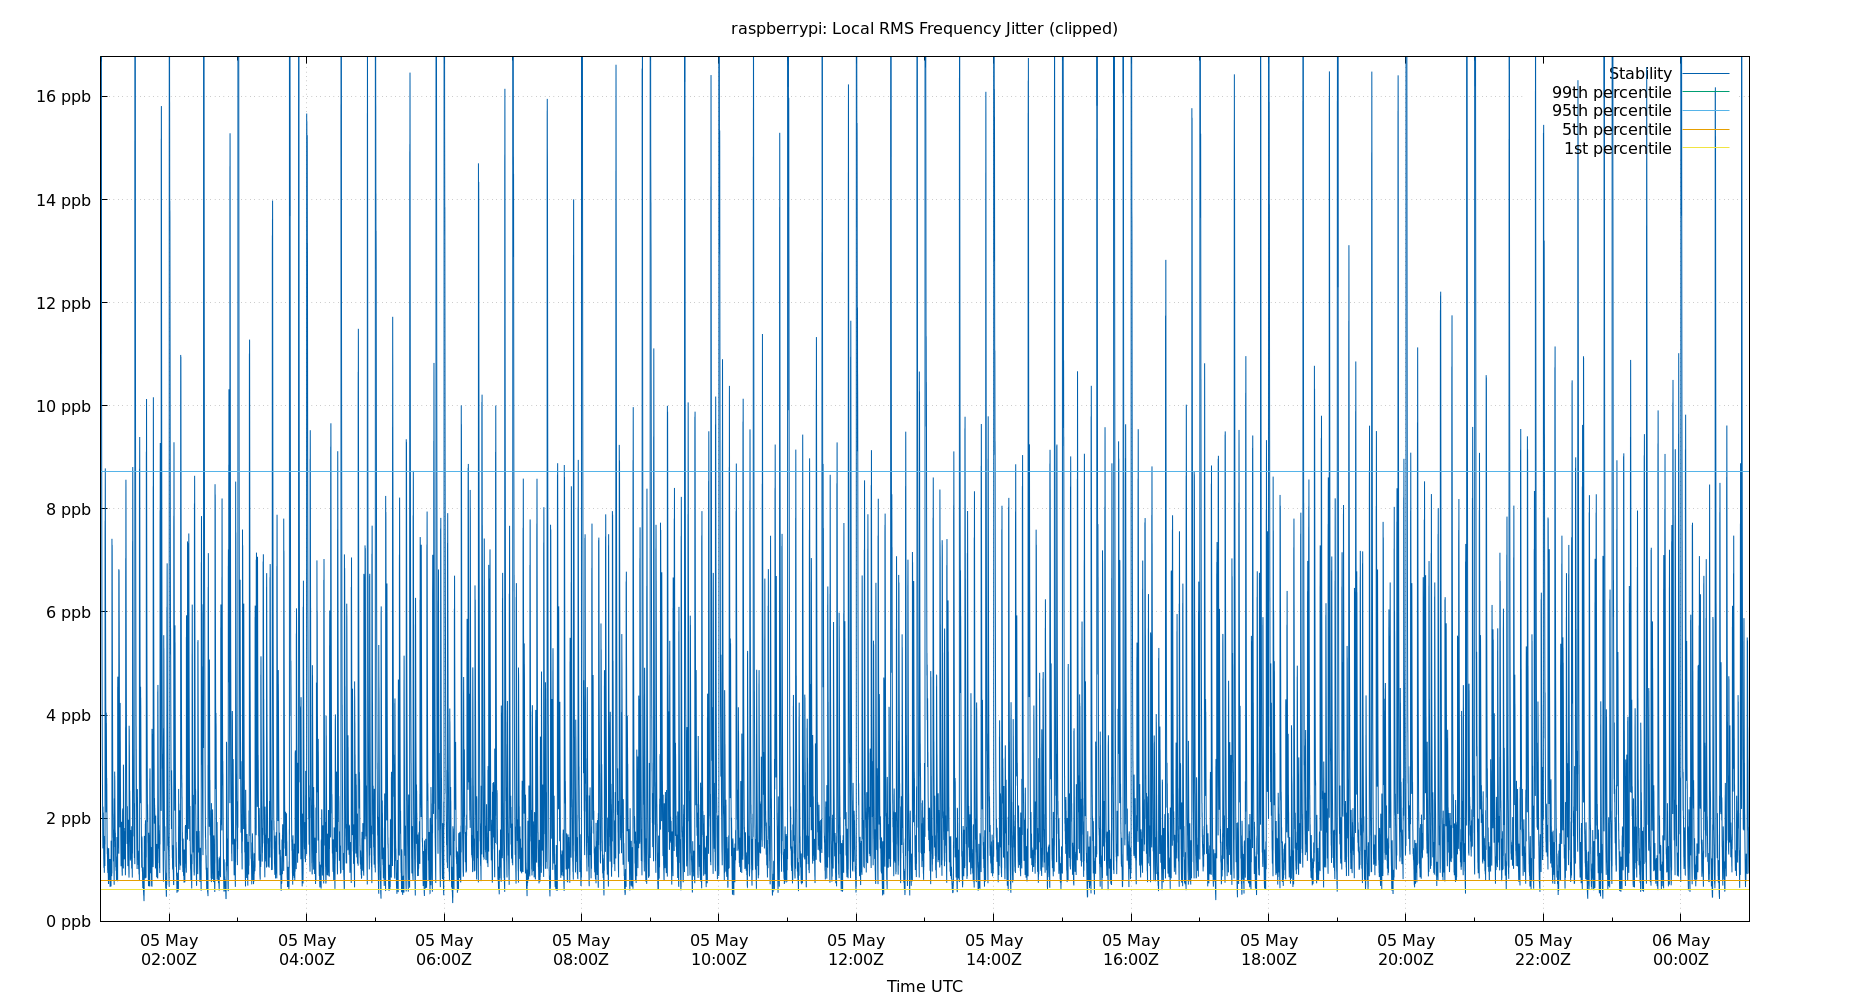 raspberrypi: Local RMS Frequency Jitter (clipped)
Stability
99th percentile
95th percentile
5th percentile
1st percentile
16 ppb
14 ppb
12 ppb
10 ppb
8 ppb
6 ppb
4 ppb
2 ppb
0 ppb
05 May 05 May 05 May 05 May 05 May 05 May 05 May 05 May 05 May 05 May 05 May 06 May
02:00Z 04:00Z 06:00Z 08:00Z 10:00Z 12:00Z 14:00Z 16:00Z 18:00Z 20:00Z 22:00Z 00:00Z
Time UTC